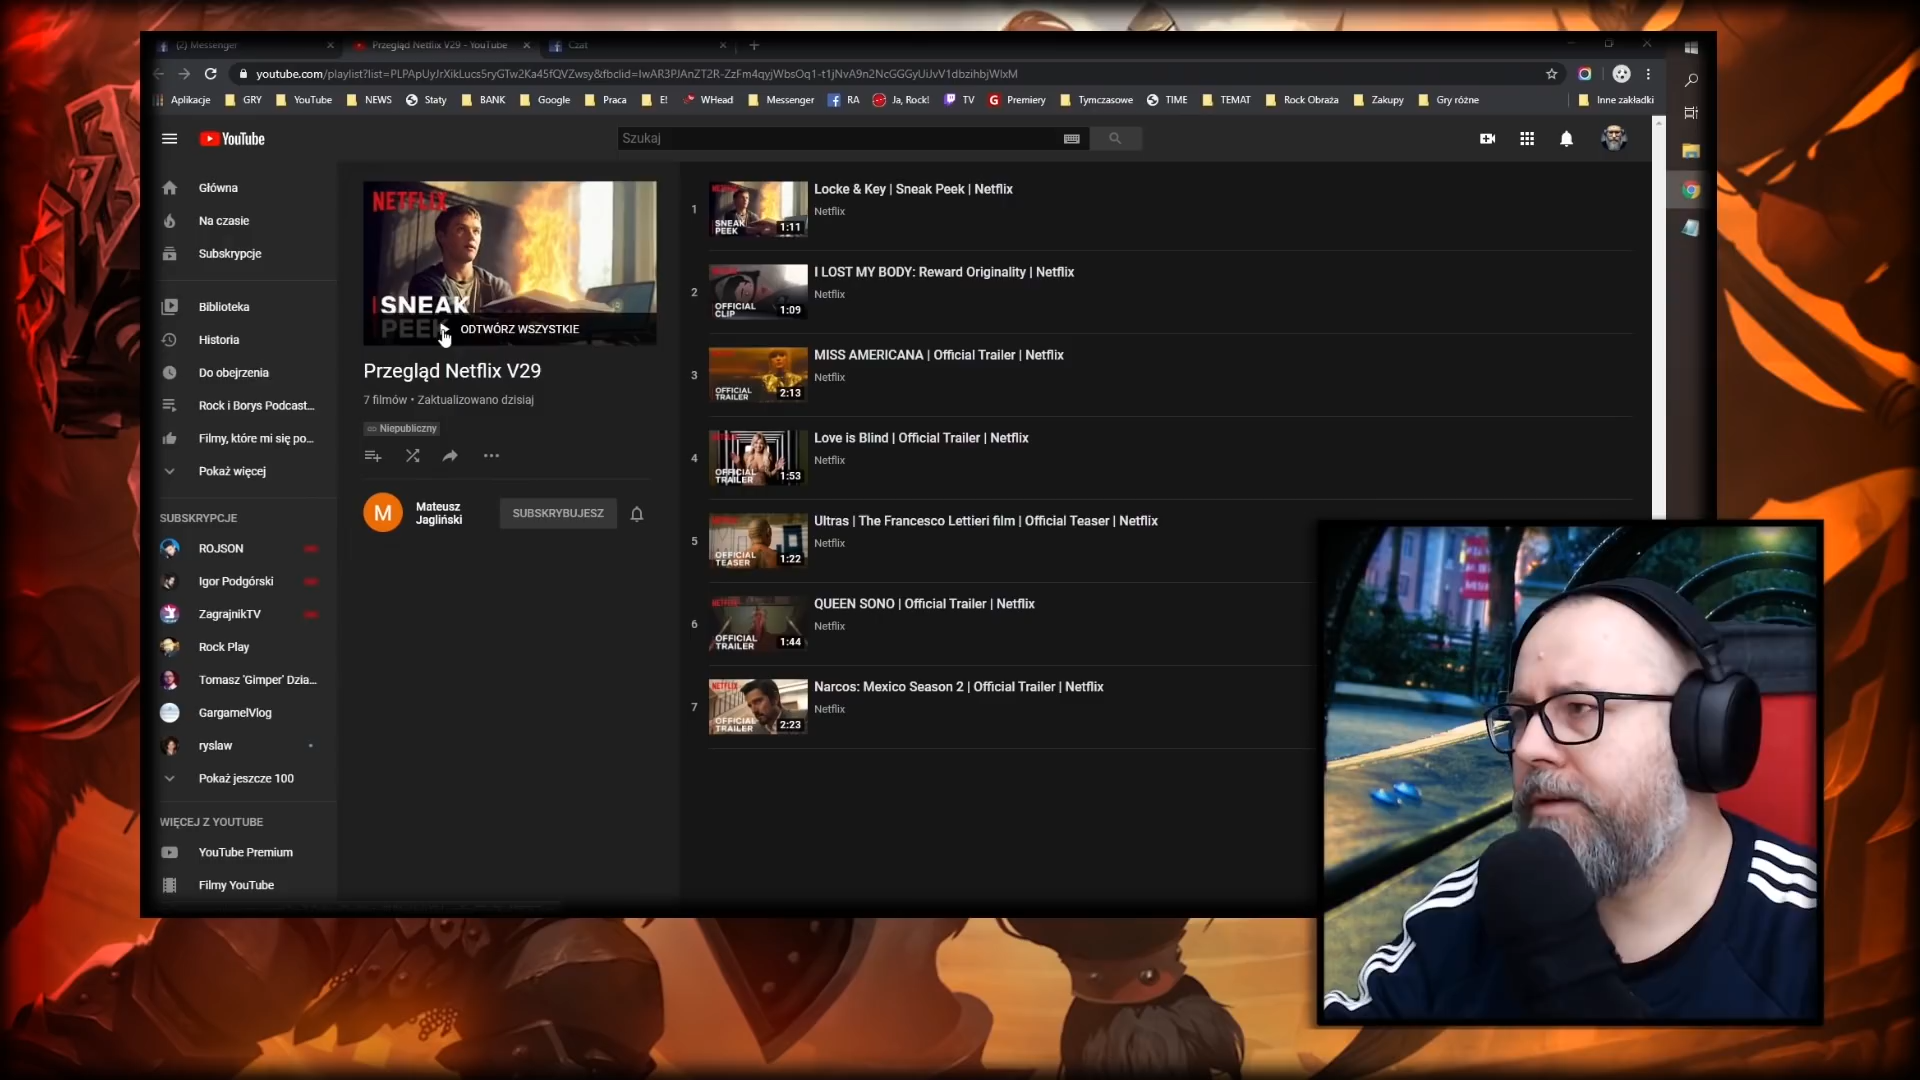 (2) Messenger
Przegląd Netflix V29 - YouTube
Czat
youtube.com/playlist?list=PLPApUyJrXikLucs5ryGTw2Ka45fQVZwsy&fbclid=IwAR3PJAnZT2R-ZzFm4qyjWbsOq1-t1jNvA9n2NcGGGyUiJvV1dbzihbjWlxM
Aplikacje GRY YouTube NEWS Staty BANK Google Praca E! WHead Messenger RA Ja, Rock! TV Premiery Tymczasowe TIME TEMAT Rock Obraża Zakupy Gry różne Inne zakładki
YouTube
Szukaj
Główna
Na czasie
Subskrypcje
Biblioteka
Historia
Do obejrzenia
Rock i Borys Podcast...
Filmy, które mi się po...
Pokaż więcej
SUBSKRYPCJE
ROJSON
Igor Podgórski
ZagrajnikTV
Rock Play
Tomasz 'Gimper' Dzia...
GargamelVlog
ryslaw
Pokaż jeszcze 100
WIĘCEJ Z YOUTUBE
YouTube Premium
Filmy YouTube
NETFLIX
SNEAK
PEEK
ODTWÓRZ WSZYSTKIE
Przegląd Netflix V29
7 filmów • Zaktualizowano dzisiaj
Niepubliczny
M
Mateusz
Jagliński
SUBSKRYBUJESZ
1
SNEAK
PEEK
1:11
Locke & Key | Sneak Peek | Netflix
Netflix
2
OFFICIAL
CLIP
1:09
I LOST MY BODY: Reward Originality | Netflix
Netflix
3
OFFICIAL
TRAILER
2:13
MISS AMERICANA | Official Trailer | Netflix
Netflix
4
OFFICIAL
TRAILER
1:53
Love is Blind | Official Trailer | Netflix
Netflix
5
OFFICIAL
TEASER
1:22
Ultras | The Francesco Lettieri film | Official Teaser | Netflix
Netflix
6
NETFLIX
OFFICIAL
TRAILER
1:44
QUEEN SONO | Official Trailer | Netflix
Netflix
7
NETFLIX
OFFICIAL
TRAILER
2:23
Narcos: Mexico Season 2 | Official Trailer | Netflix
Netflix